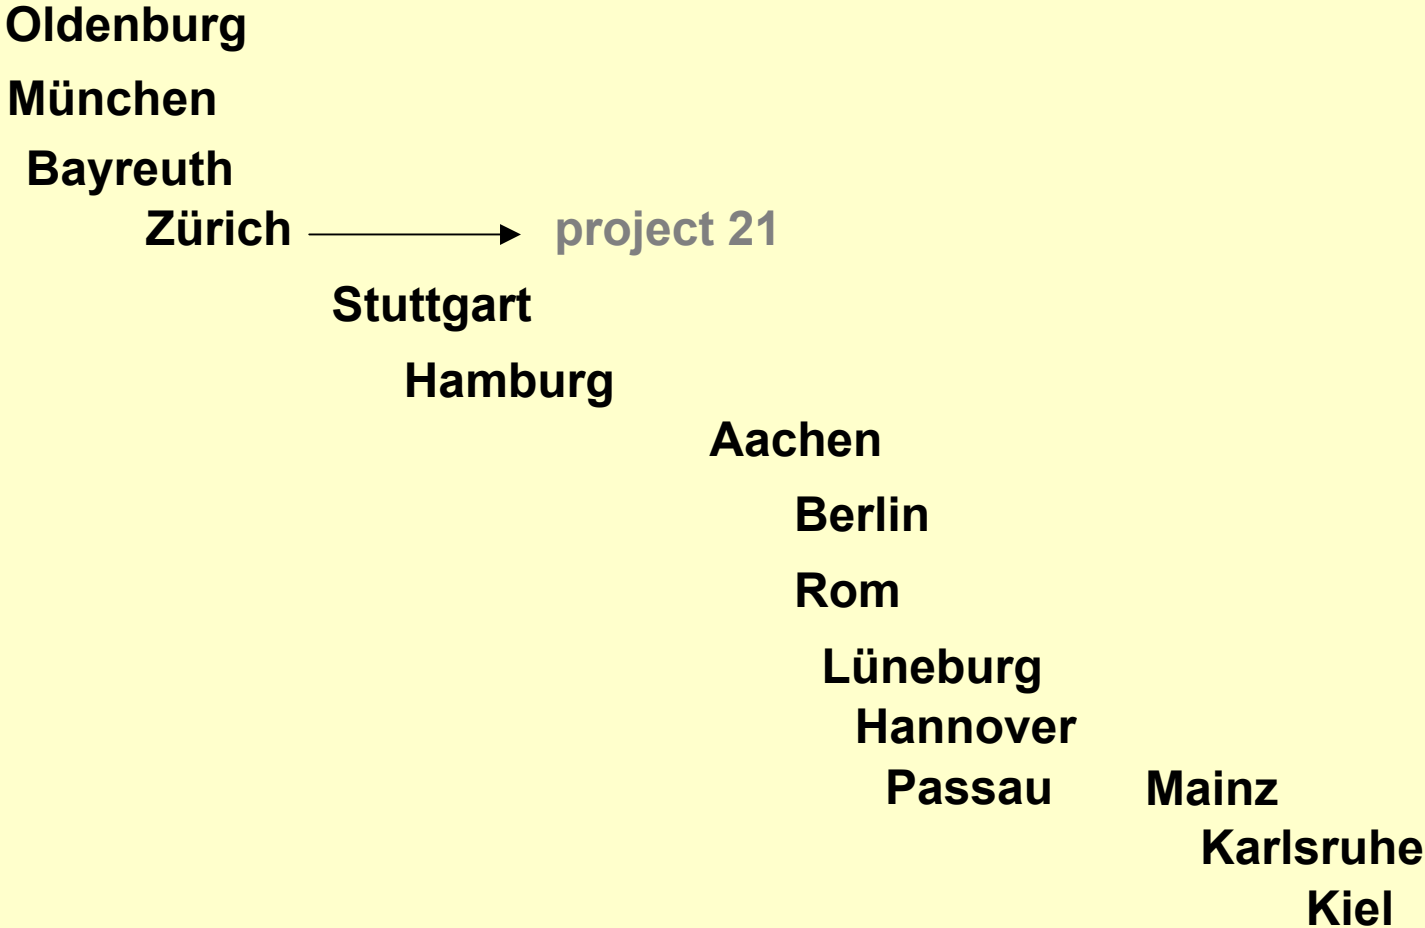 Oldenburg
München
Bayreuth
Zürich project 21
Stuttgart
Hamburg
Aachen
Berlin
Rom
Lüneburg
Hannover
Passau Mainz
Karlsruhe
Kiel